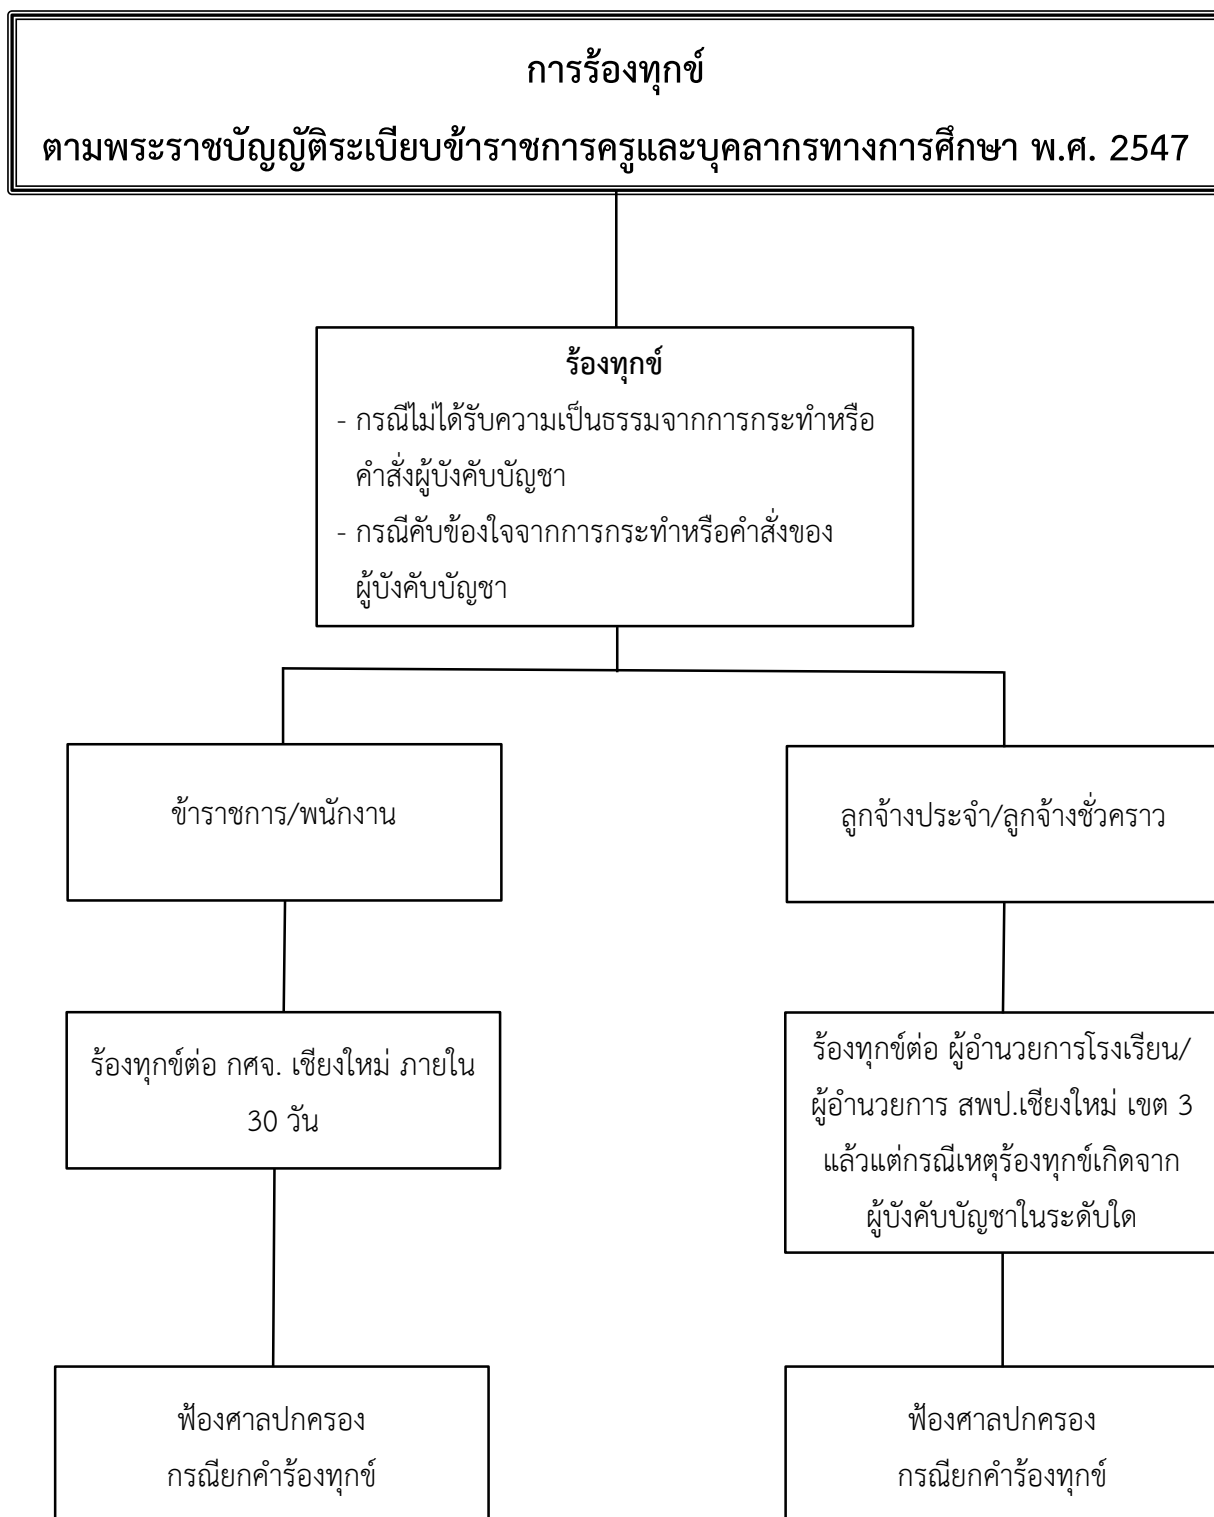 การร้องทุกข์
ตามพระราชบัญญัติระเบียบข้าราชการครูและบุคลากรทางการศึกษา พ.ศ. 2547
ร้องทุกข์
- กรณีไม่ได้รับความเป็นธรรมจากการกระทำหรือ
คำสั่งผู้บังคับบัญชา
- กรณีคับข้องใจจากการกระทำหรือคำสั่งของ
ผู้บังคับบัญชา
ข้าราชการ/พนักงาน
ลูกจ้างประจำ/ลูกจ้างชั่วคราว
ร้องทุกข์ต่อ กศจ. เชียงใหม่ ภายใน
30 วัน
ร้องทุกข์ต่อ ผู้อำนวยการโรงเรียน/
ผู้อำนวยการ สพป.เชียงใหม่ เขต 3
แล้วแต่กรณีเหตุร้องทุกข์เกิดจาก
ผู้บังคับบัญชาในระดับใด
ฟ้องศาลปกครอง
กรณียกคำร้องทุกข์
ฟ้องศาลปกครอง
กรณียกคำร้องทุกข์